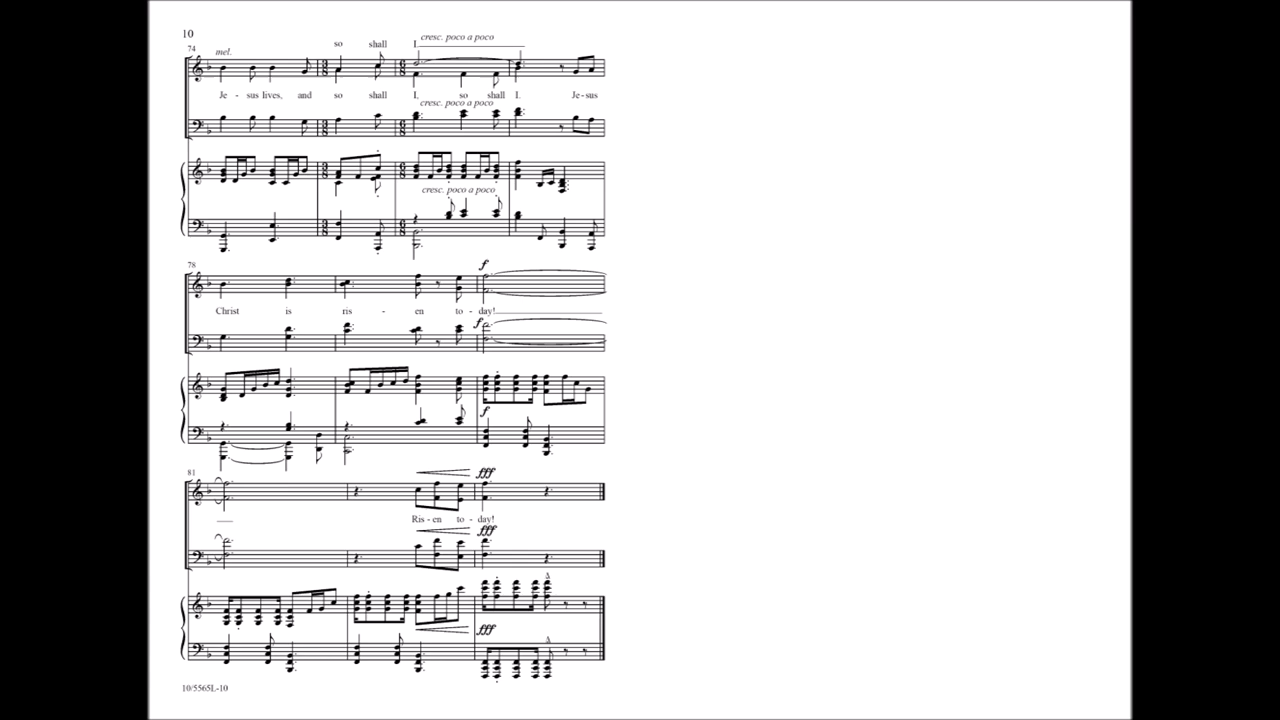 10
so shall I
cresc. poco a poco
74
mel.
Je - sus lives, and so shall I, so shall I. Je-sus
cresc. poco a poco
cresc. poco a poco
78
f
Christ is ris - en to - day!
f
f
81
fff
Ris - en to - day!
fff
fff
10/5565L-10